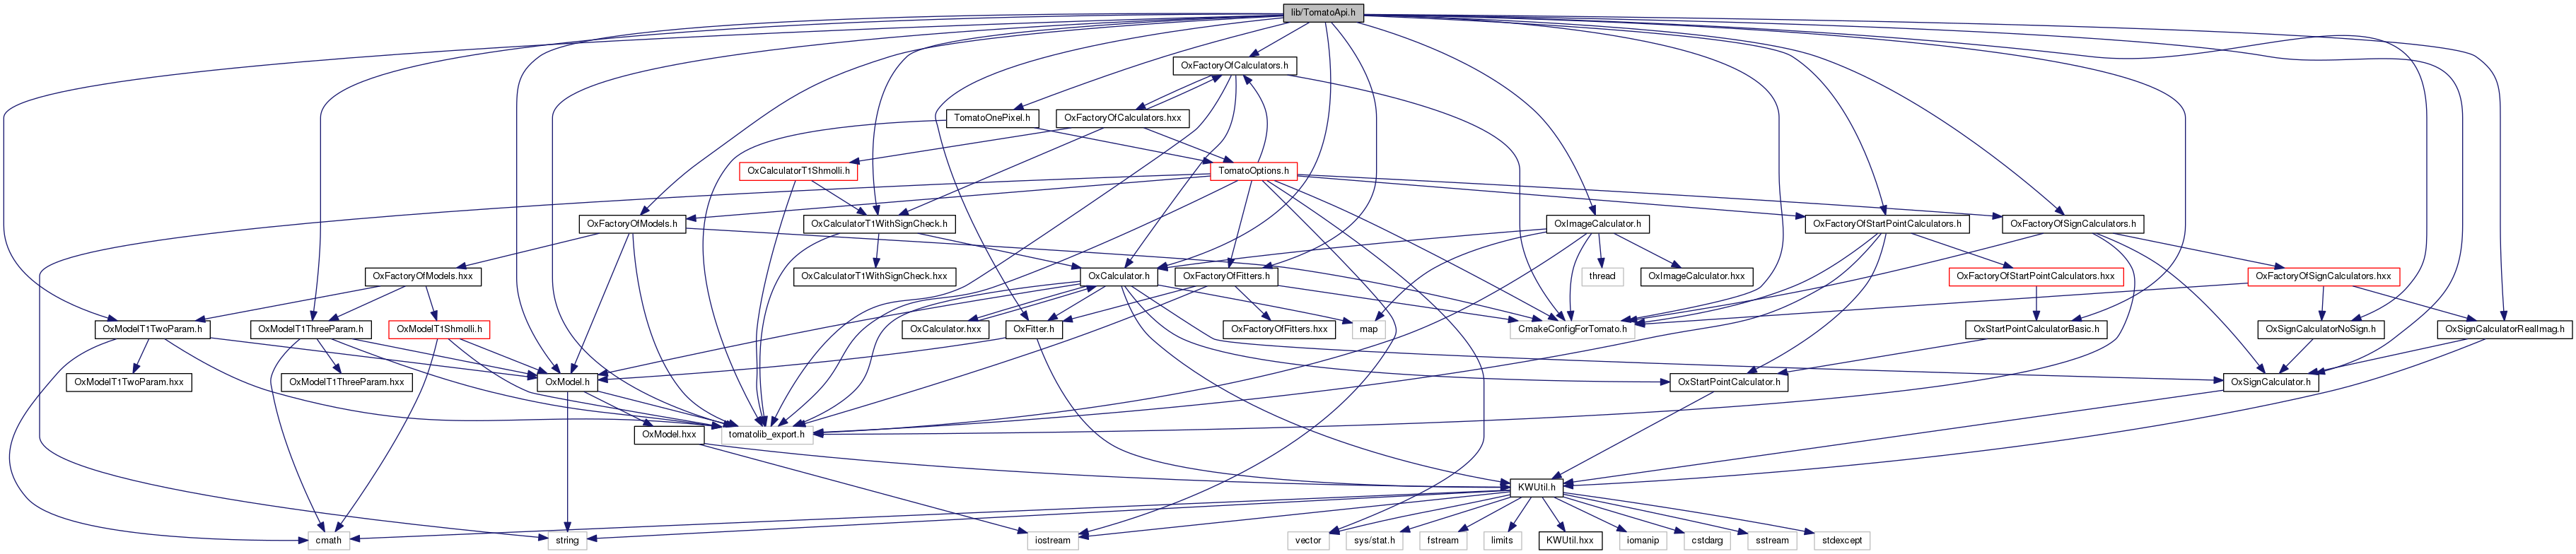 lib/TomatoApi.h
OxFactoryOfCalculators.h
TomatoOnePixel.h
OxFactoryOfCalculators.hxx
OxCalculatorT1Shmolli.h
TomatoOptions.h
OxFactoryOfModels.h
OxCalculatorT1WithSignCheck.h
OxImageCalculator.h
OxFactoryOfStartPointCalculators.h
OxFactoryOfSignCalculators.h
OxFactoryOfModels.hxx
OxCalculatorT1WithSignCheck.hxx
OxCalculator.h
OxFactoryOfFitters.h
thread
OxImageCalculator.hxx
OxFactoryOfStartPointCalculators.hxx
OxFactoryOfSignCalculators.hxx
OxModelT1TwoParam.h
OxModelT1ThreeParam.h
OxModelT1Shmolli.h
OxCalculator.hxx
OxFitter.h
OxFactoryOfFitters.hxx
map
CmakeConfigForTomato.h
OxStartPointCalculatorBasic.h
OxSignCalculatorNoSign.h
OxSignCalculatorRealImag.h
OxModelT1TwoParam.hxx
OxModelT1ThreeParam.hxx
OxModel.h
OxStartPointCalculator.h
OxSignCalculator.h
OxModel.hxx
tomatolib_export.h
KWUtil.h
cmath
string
iostream
vector
sys/stat.h
fstream
limits
KWUtil.hxx
iomanip
cstdarg
sstream
stdexcept